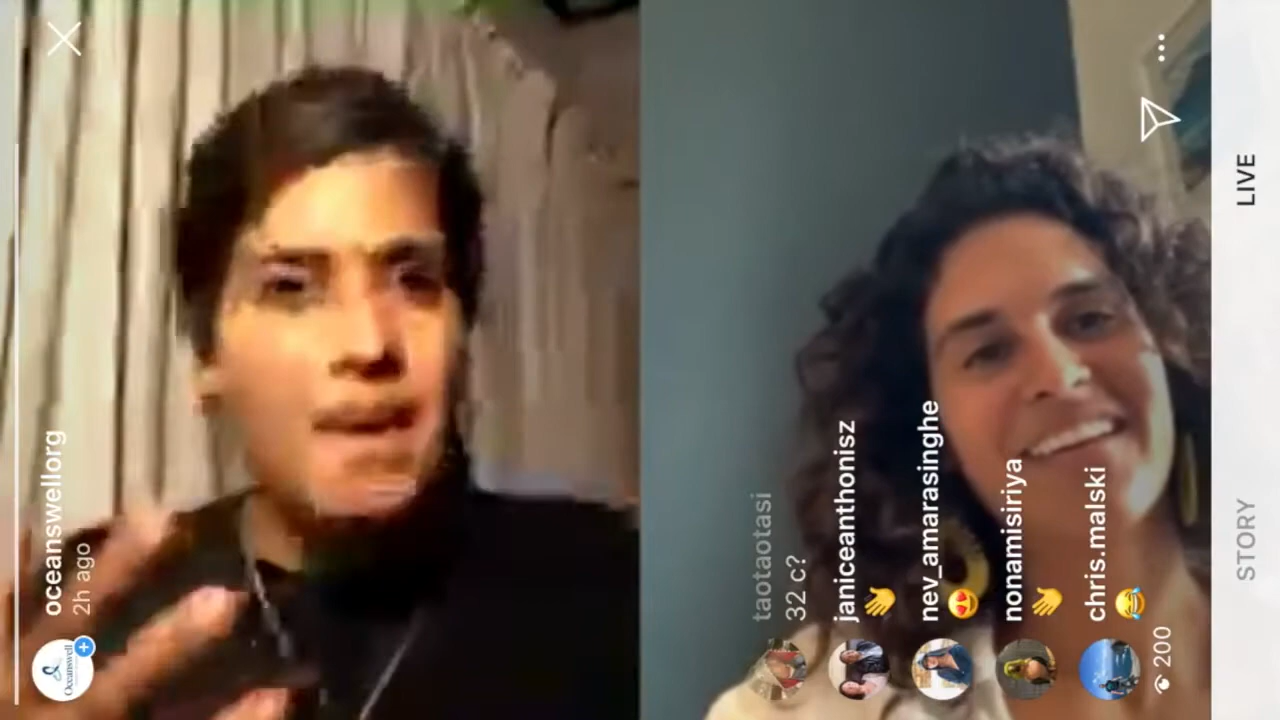 oceanswellorg
2h ago
Oceanswell
taotaotasi
32 c?
janiceanthonisz
👋
nev_amarasinghe
😍
nonamisiriya
👋
chris.malski
😂
200
STORY
LIVE